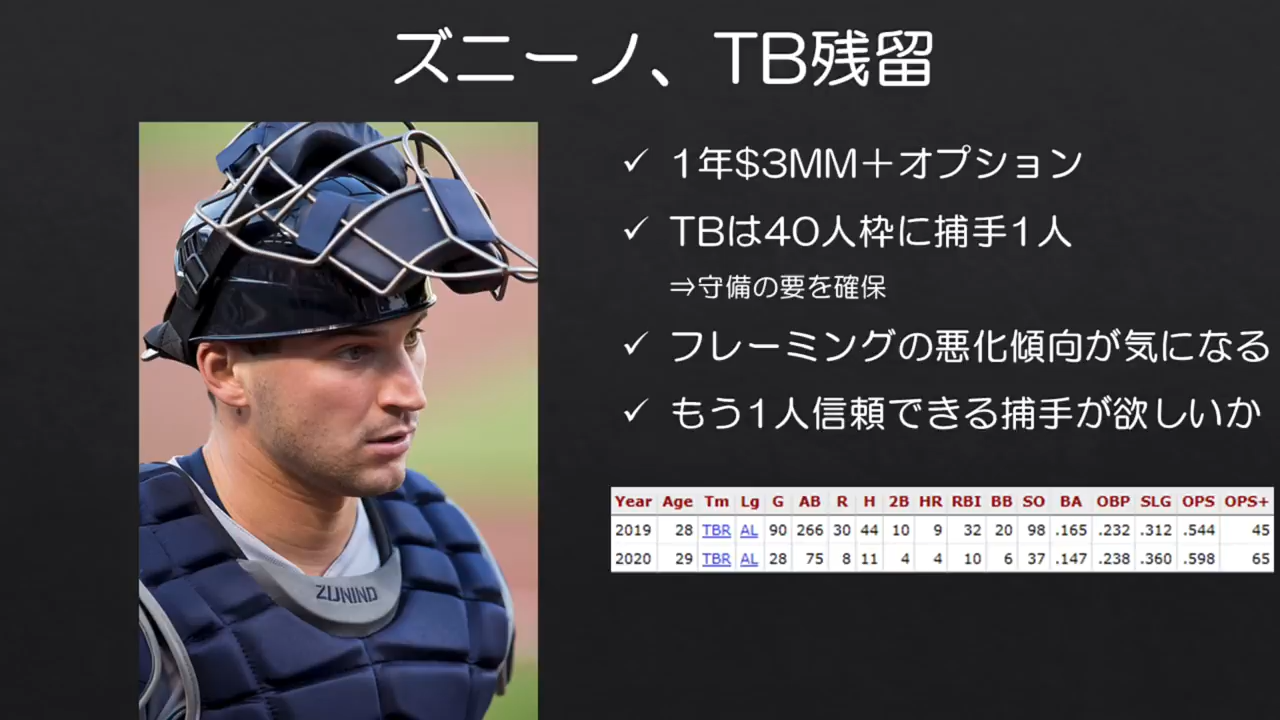 ズニーノ、TB残留
✓ 1年$3MM＋オプション
✓ TBは40人枠に捕手1人
⇒守備の要を確保
✓ フレーミングの悪化傾向が気になる
✓ もう1人信頼できる捕手が欲しいか
ZUNINO
Year Age Tm Lg G AB R H 2B HR RBI BB SO BA OBP SLG OPS OPS+
2019 28 TBR AL 90 266 30 44 10 9 32 20 98 .165 .232 .312 .544 45
2020 29 TBR AL 28 75 8 11 4 4 10 6 37 .147 .238 .360 .598 65